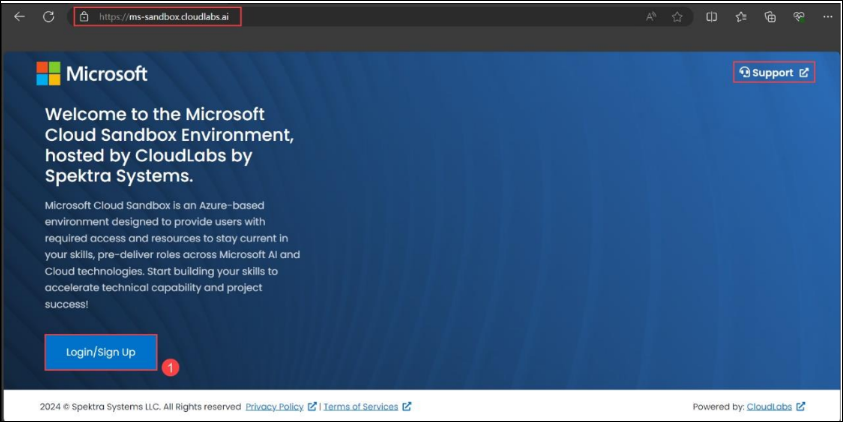 https://ms-sandbox.cloudlabs.ai
Microsoft
Support
Welcome to the Microsoft
Cloud Sandbox Environment,
hosted by CloudLabs by
Spektra Systems.
Microsoft Cloud Sandbox is an Azure-based
environment designed to provide users with
required access and resources to stay current in
your skills, pre-deliver roles across Microsoft AI and
Cloud technologies. Start building your skills to
accelerate technical capability and project
success!
Login/Sign Up
1
2024 © Spektra Systems LLC. All Rights reserved Privacy Policy | Terms of Services
Powered by: CloudLabs